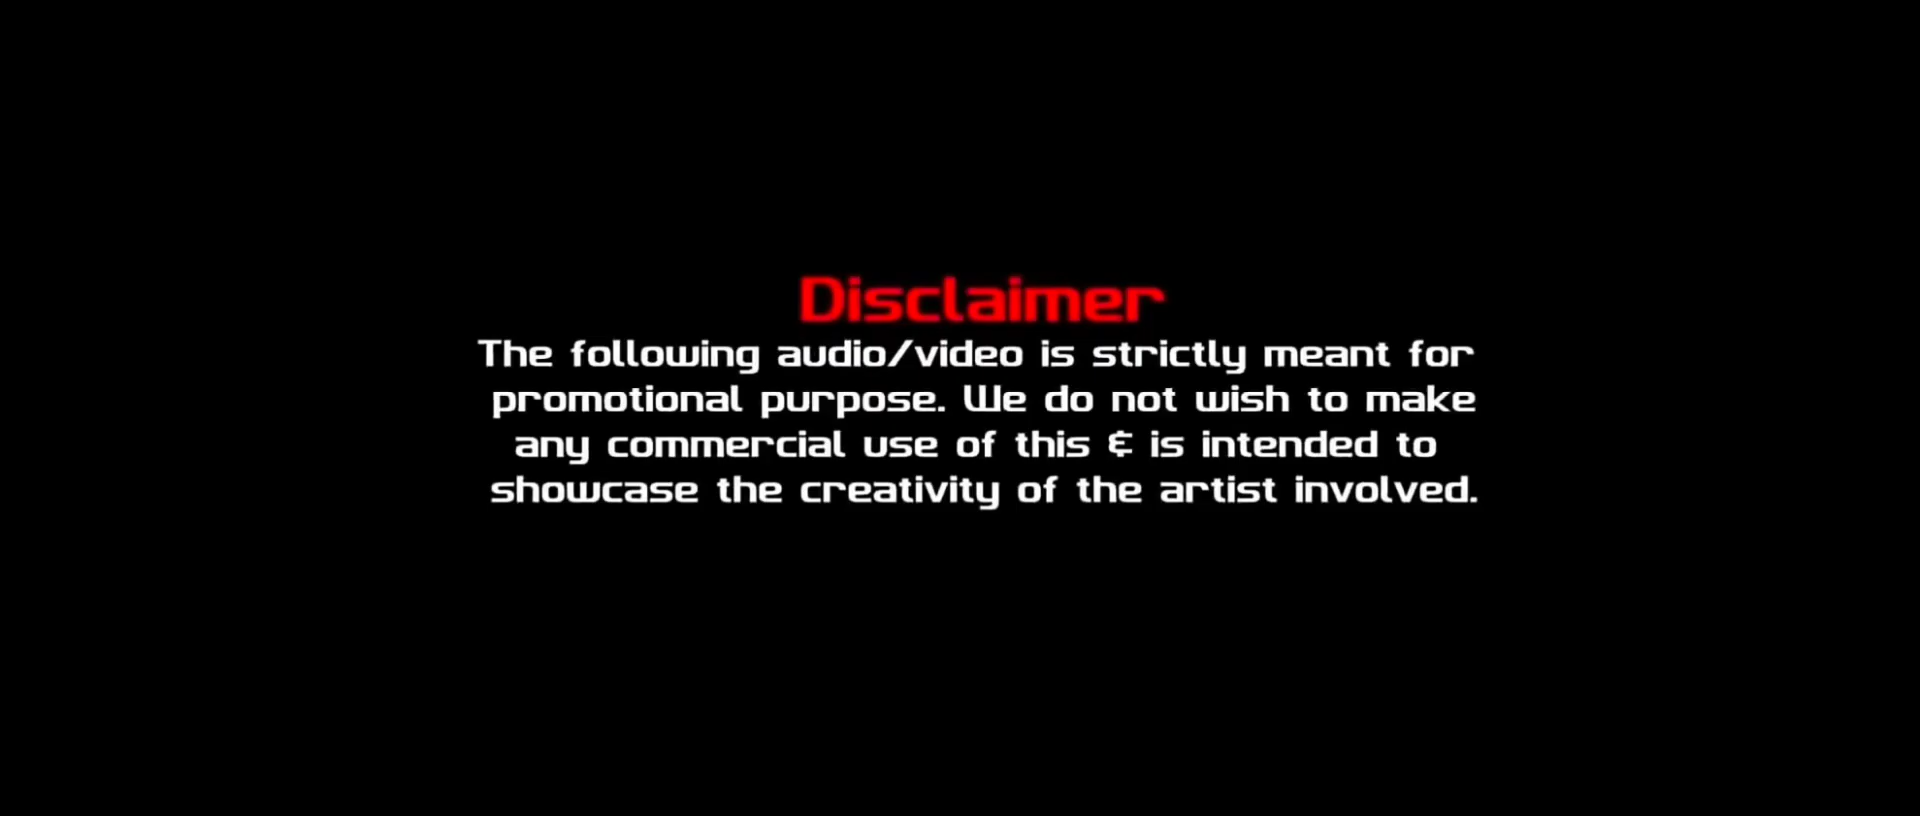 Disclaimer
The following audio/video is strictly meant for
promotional purpose. We do not wish to make
any commercial use of this & is intended to
showcase the creativity of the artist involved.